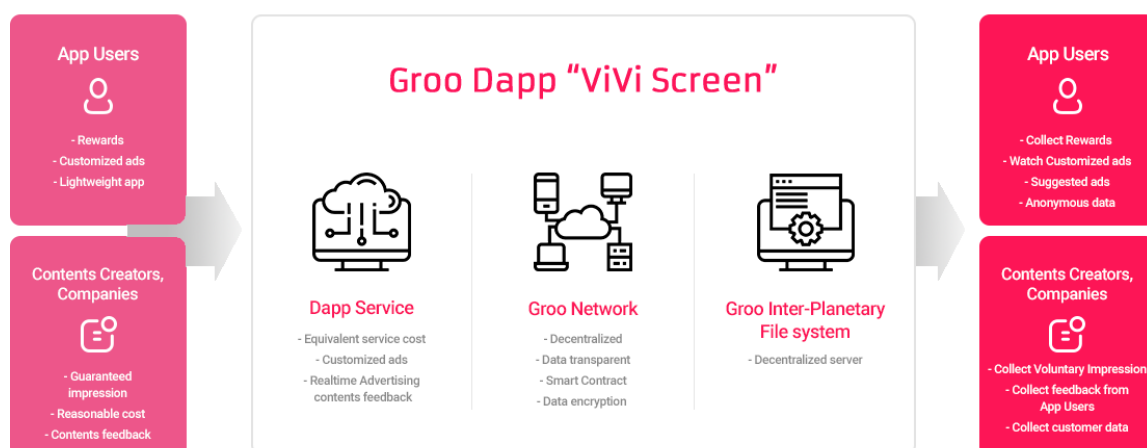 App Users
- Rewards
- Customized ads
- Lightweight app
Contents Creators,
Companies
- Guaranteed
impression
- Reasonable cost
- Contents feedback
Groo Dapp “ViVi Screen”
Dapp Service
- Equivalent service cost
- Customized ads
- Realtime Advertising
contents feedback
Groo Network
- Decentralized
- Data transparent
- Smart Contract
- Data encryption
Groo Inter-Planetary
File system
- Decentralized server
App Users
- Collect Rewards
- Watch Customized ads
- Suggested ads
- Anonymous data
Contents Creators,
Companies
- Collect Voluntary Impression
- Collect feedback from
App Users
- Collect customer data